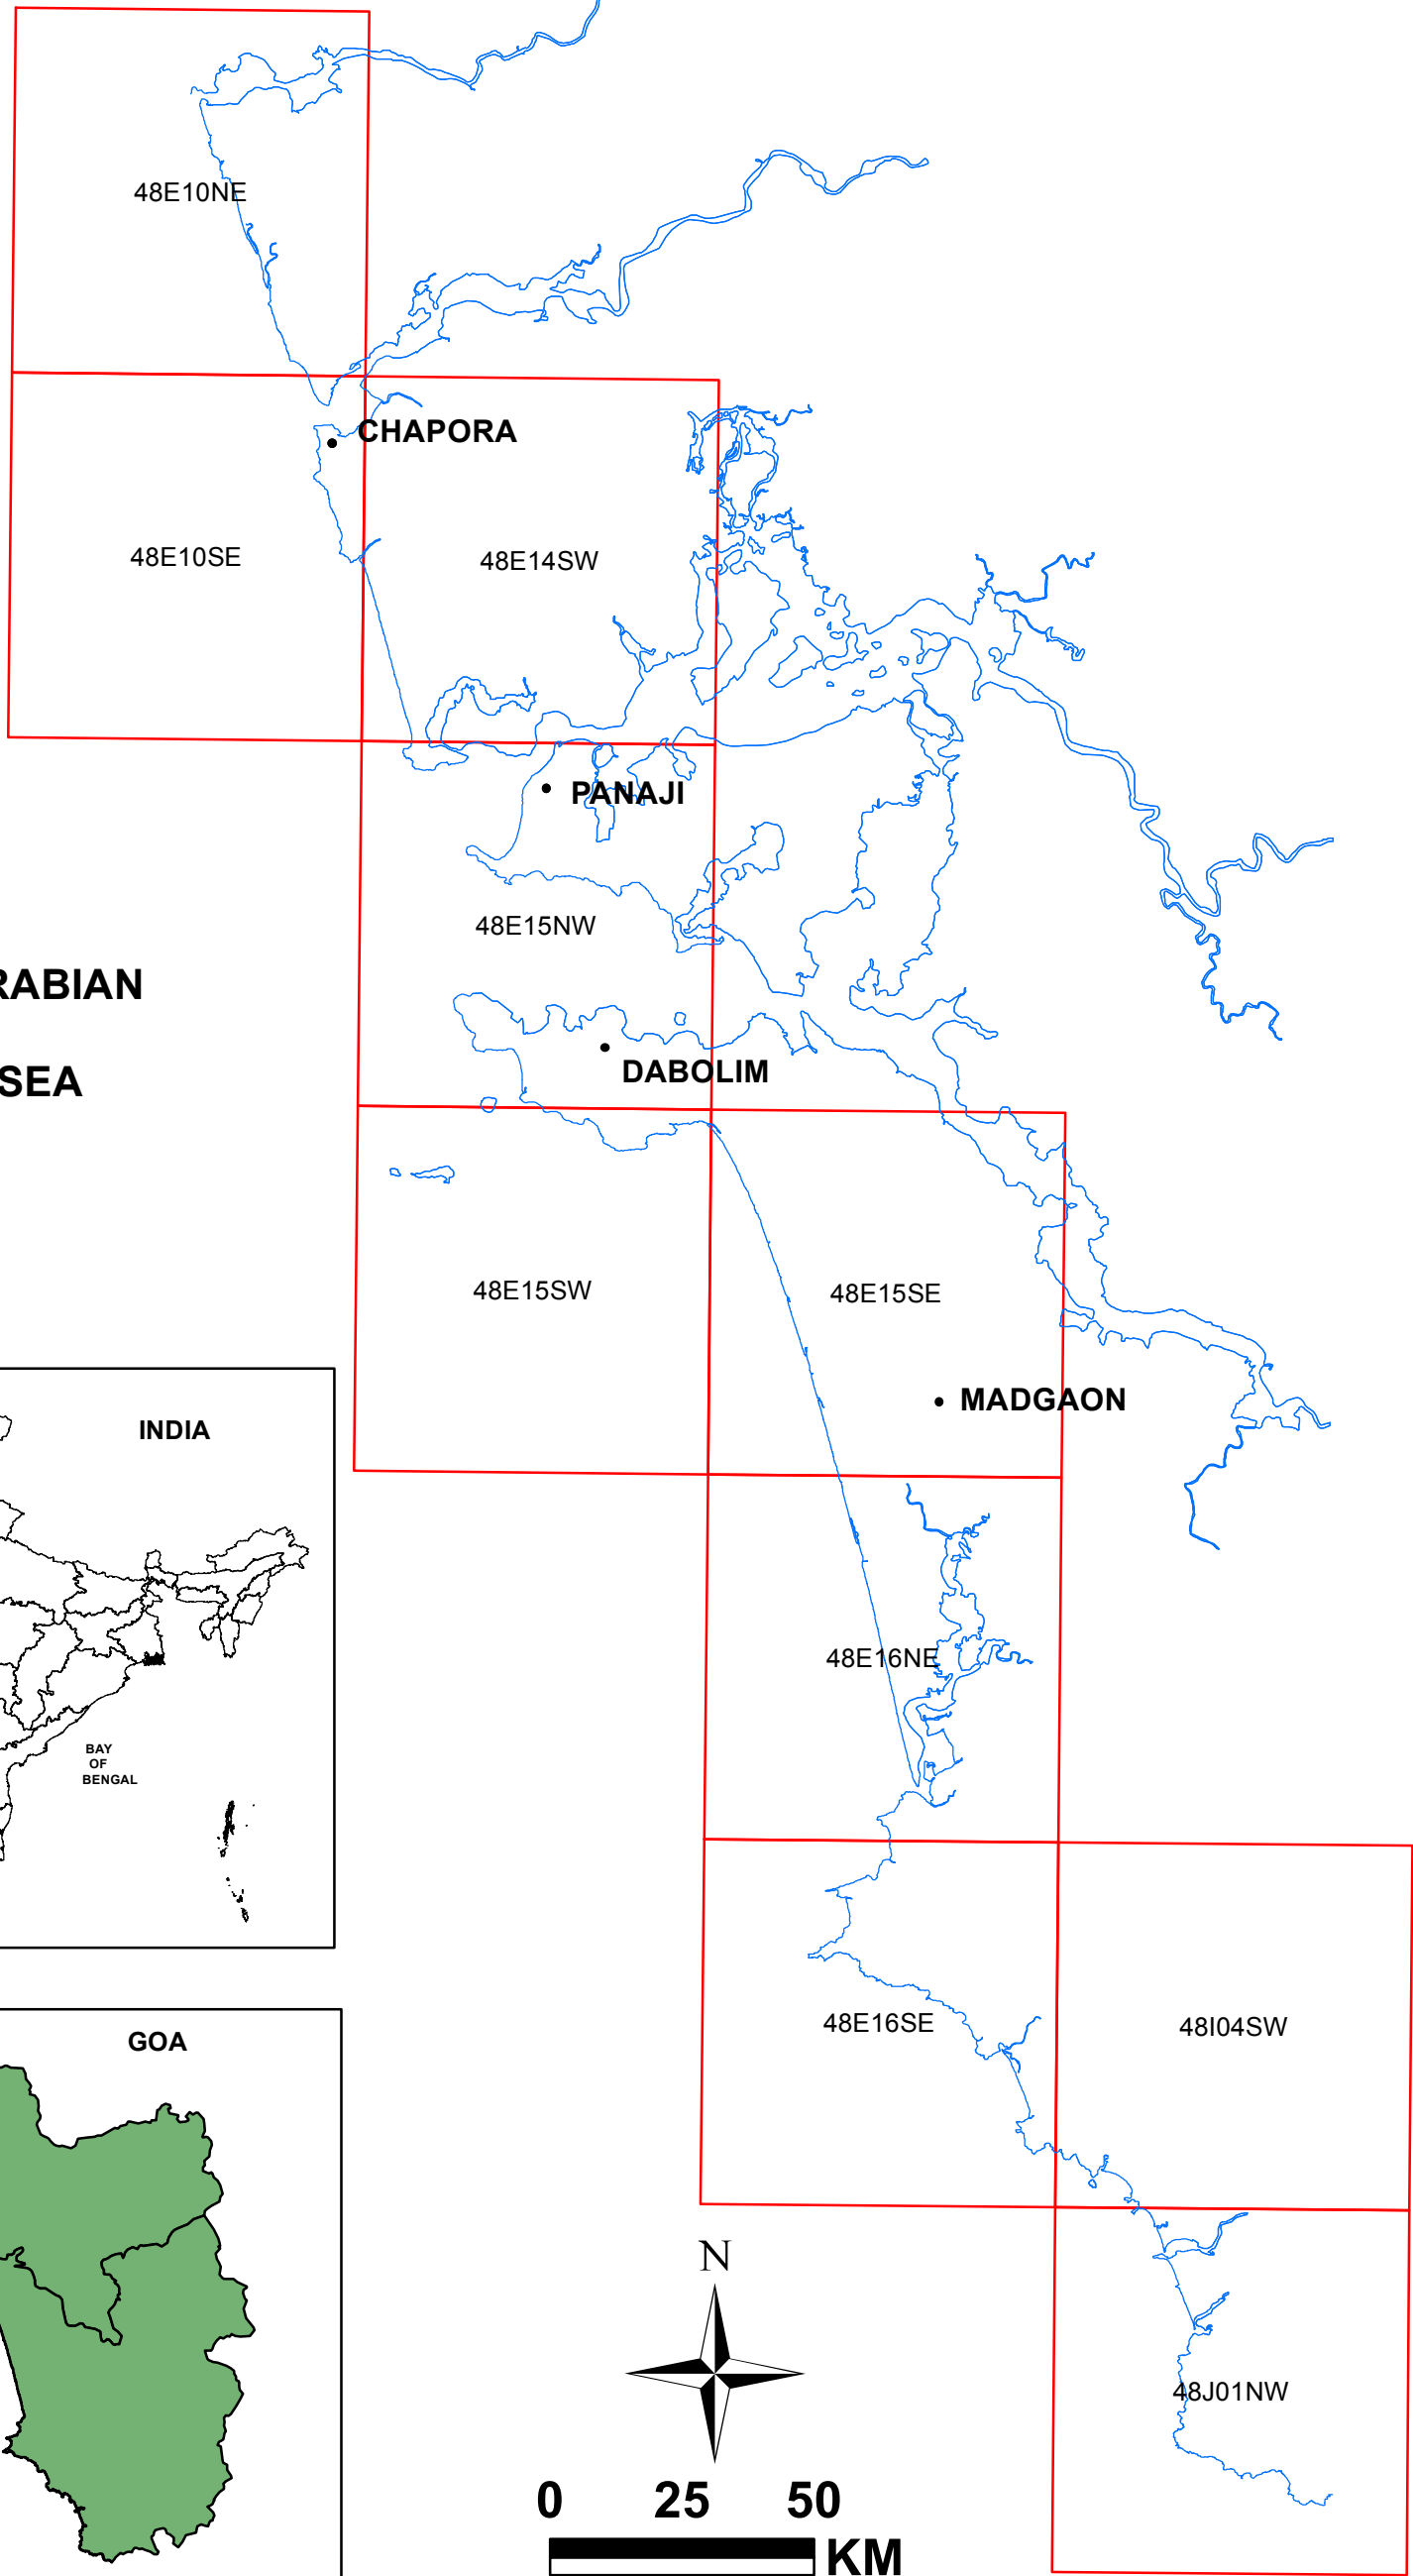 48E10NE
CHAPORA
48E10SE
48E14SW
PANAJI
48E15NW
RABIAN
SEA
DABOLIM
48E15SW
48E15SE
MADGAON
INDIA
48E16NE
BAY
OF
BENGAL
48E16SE
48I04SW
GOA
N
48J01NW
0 25 50
KM